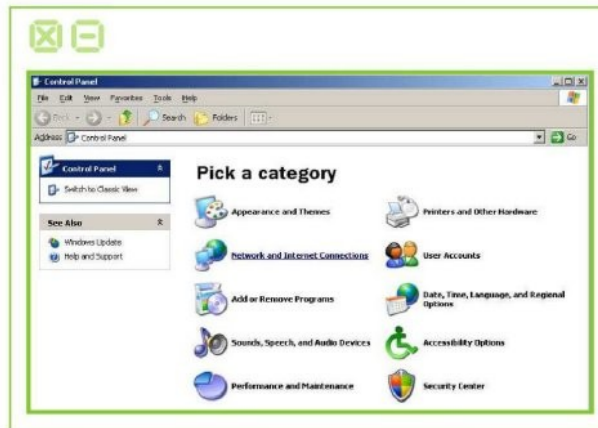 Control Panel
File Edit View Favorites Tools Help
Back Search Folders
Address Control Panel Go
Control Panel
Switch to Classic View
See Also
Windows Update
Help and Support
Pick a category
Appearance and Themes
Printers and Other Hardware
Network and Internet Connections
User Accounts
Add or Remove Programs
Date, Time, Language, and Regional
Options
Sounds, Speech, and Audio Devices
Accessibility Options
Performance and Maintenance
Security Center